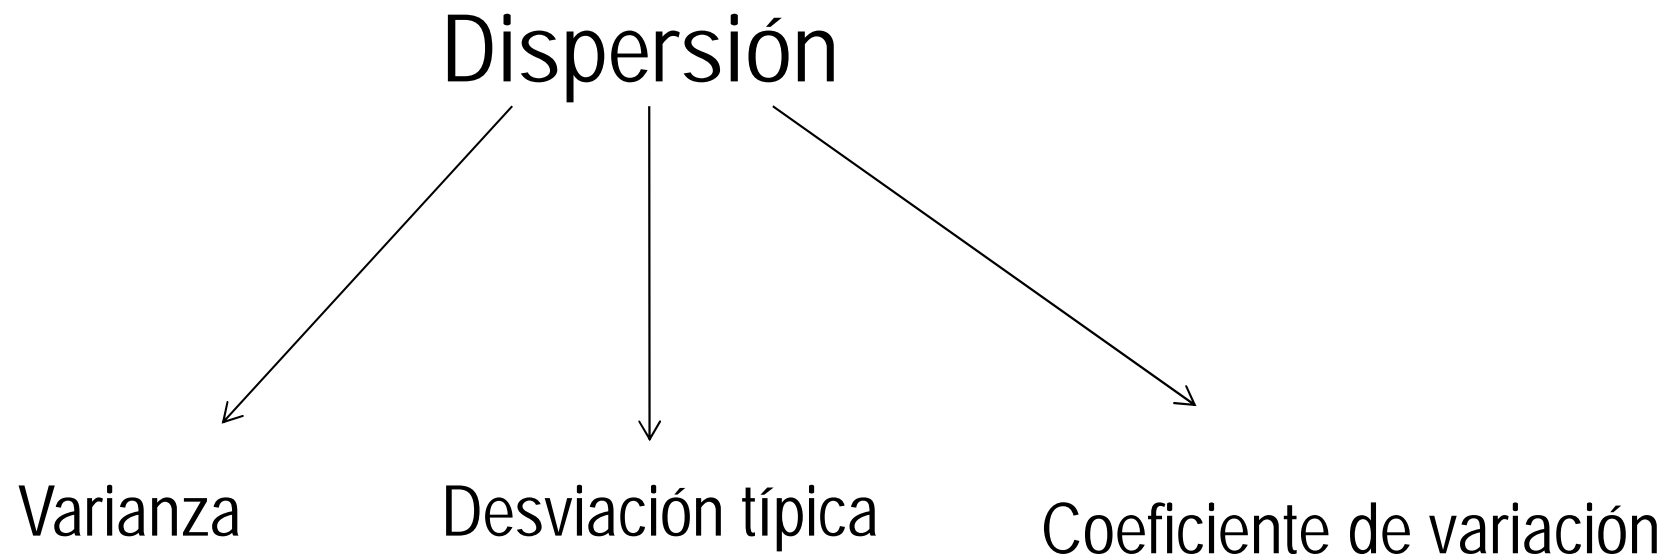 Dispersión
Varianza
Desviación típica
Coeficiente de variación